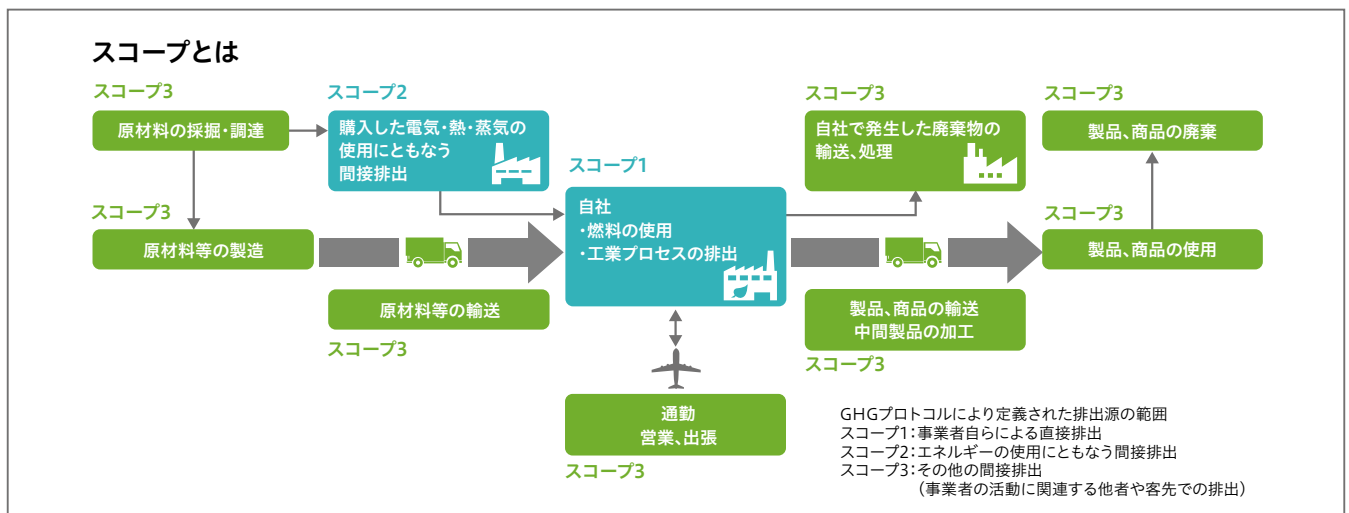 スコープとは
スコープ3
原材料の採掘・調達
スコープ2
購入した電気・熱・蒸気の
使用にともなう
間接排出
スコープ3
原材料等の製造
原材料等の輸送
スコープ3
スコープ1
自社
・燃料の使用
・工業プロセスの排出
通勤
営業、出張
スコープ3
スコープ3
自社で発生した廃棄物の
輸送、処理
製品、商品の輸送
中間製品の加工
スコープ3
スコープ3
製品、商品の廃棄
スコープ3
製品、商品の使用
GHGプロトコルにより定義された排出源の範囲
スコープ1：事業者自らによる直接排出
スコープ2：エネルギーの使用にともなう間接排出
スコープ3：その他の間接排出
（事業者の活動に関連する他者や客先での排出）